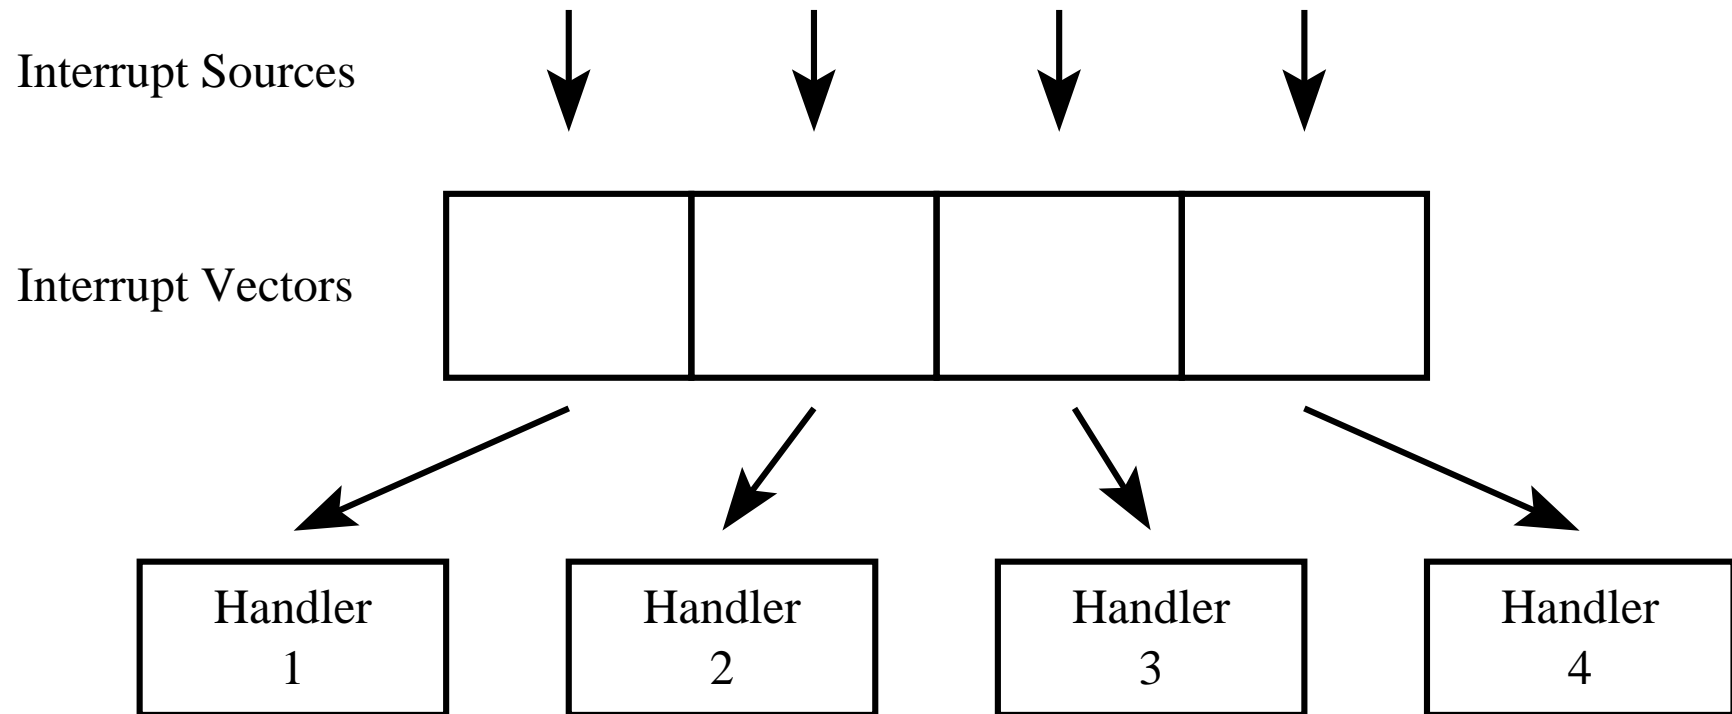 Interrupt Sources
Interrupt Vectors
Handler
1
Handler
2
Handler
3
Handler
4